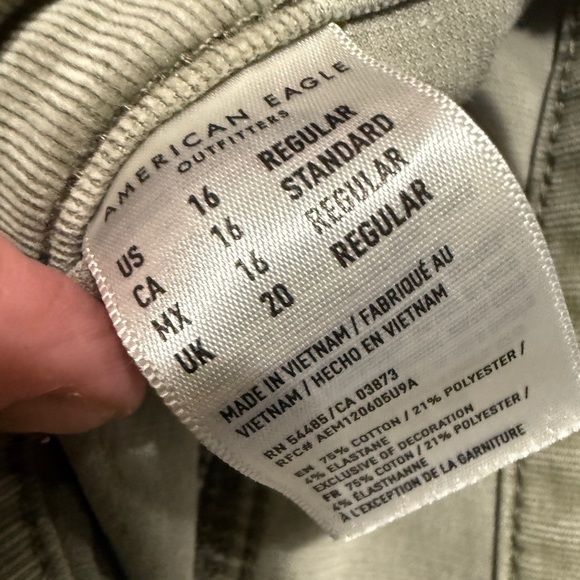 AMERICAN EAGLE
OUTFITTERS
US 16 REGULAR
CA 16 STANDARD
MX 16 REGULAR
UK 20 REGULAR
MADE IN VIETNAM / FABRIQUÉ AU
VIETNAM / HECHO EN VIETNAM
RN 54485 / CA 03873
RFC# AEM120605U9A
EN 75% COTTON / 21% POLYESTER /
4% ELASTANE
EXCLUSIVE OF DECORATION
FR 75% COTON / 21% POLYESTER /
4% ÉLASTHANNE
À L'EXCEPTION DE LA GARNITURE